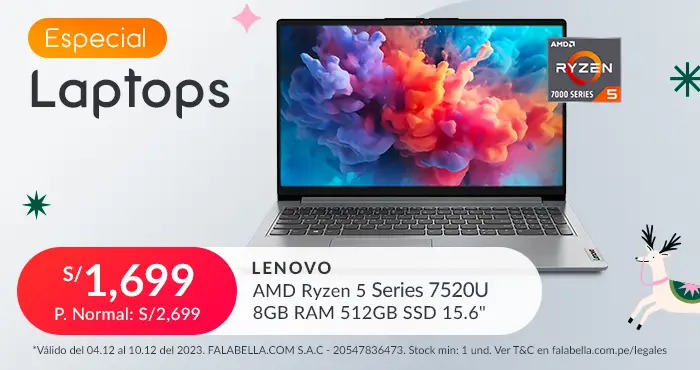 Especial
Laptops
AMD
RYZEN
7000 SERIES 5
S/1,699
P. Normal: S/2,699
LENOVO
AMD Ryzen 5 Series 7520U
8GB RAM 512GB SSD 15.6"
*Válido del 04.12 al 10.12 del 2023. FALABELLA.COM S.A.C - 20547836473. Stock min: 1 und. Ver T&C en falabella.com.pe/legales